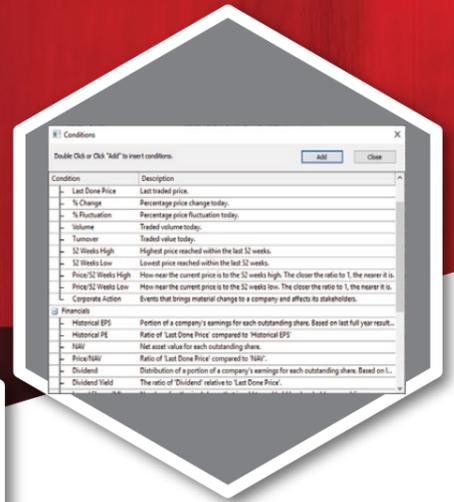 Conditions
Double Click or Click "Add" to insert conditions. Add Close
Condition Description
Last Done Price Last traded price.
% Change Percentage price change today.
% Fluctuation Percentage price fluctuation today.
Volume Traded volume today.
Turnover Traded value today.
52 Weeks High Highest price reached within the last 52 weeks.
52 Weeks Low Lowest price reached within the last 52 weeks.
Price/52 Weeks High How near the current price is to the 52 weeks high. The closer the ratio to 1, the nearer it is.
Price/52 Weeks Low How near the current price is to the 52 weeks low. The closer the ratio to 1, the nearer it is.
Corporate Action Events that brings material change to a company and affects its stakeholders.
Financials
Historical EPS Portion of a company's earnings for each outstanding share. Based on last full year result...
Historical PE Ratio of 'Last Done Price' compared to 'Historical EPS'
NAV Net asset value for each outstanding share.
Price/NAV Ratio of 'Last Done Price' compared to 'NAV'.
Dividend Distribution of a portion of a company's earnings for each outstanding share. Based on l...
Dividend Yield The ratio of 'Dividend' relative to 'Last Done Price'.